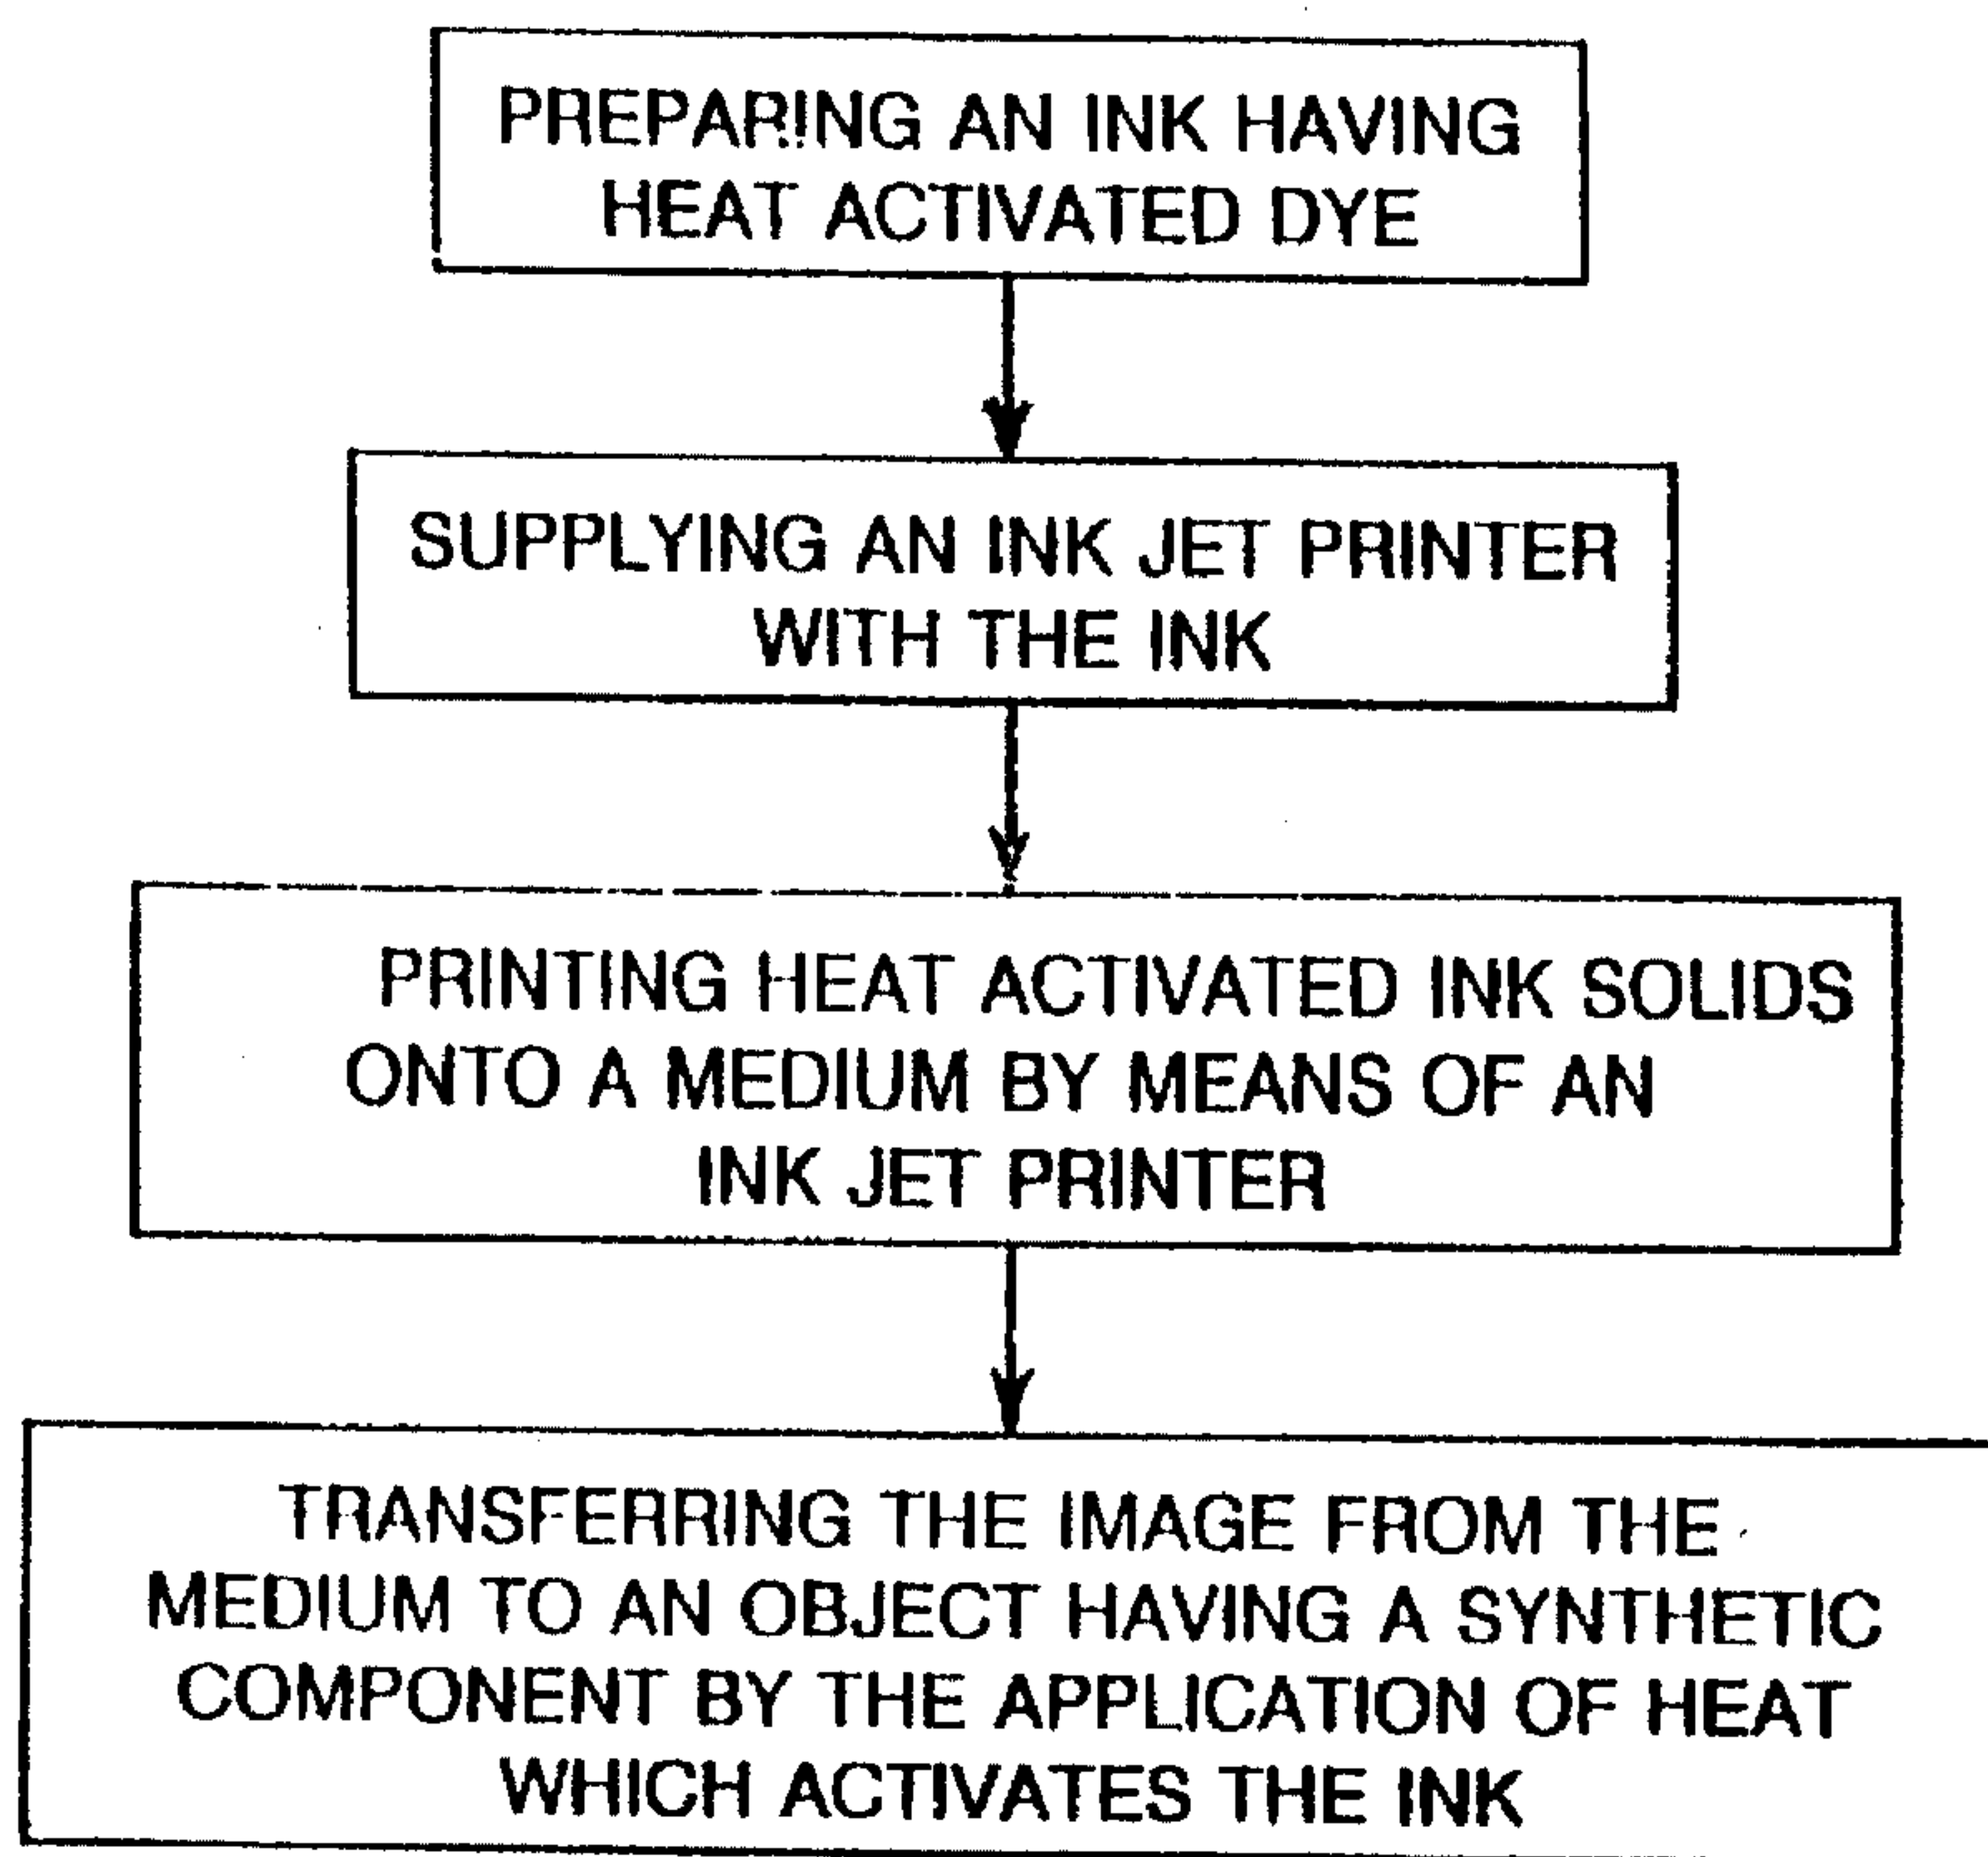 PREPARING AN INK HAVING
HEAT ACTIVATED DYE
SUPPLYING AN INK JET PRINTER
WITH THE INK
PRINTING HEAT ACTIVATED INK SOLIDS
ONTO A MEDIUM BY MEANS OF AN
INK JET PRINTER
TRANSFERRING THE IMAGE FROM THE
MEDIUM TO AN OBJECT HAVING A SYNTHETIC
COMPONENT BY THE APPLICATION OF HEAT
WHICH ACTIVATES THE INK